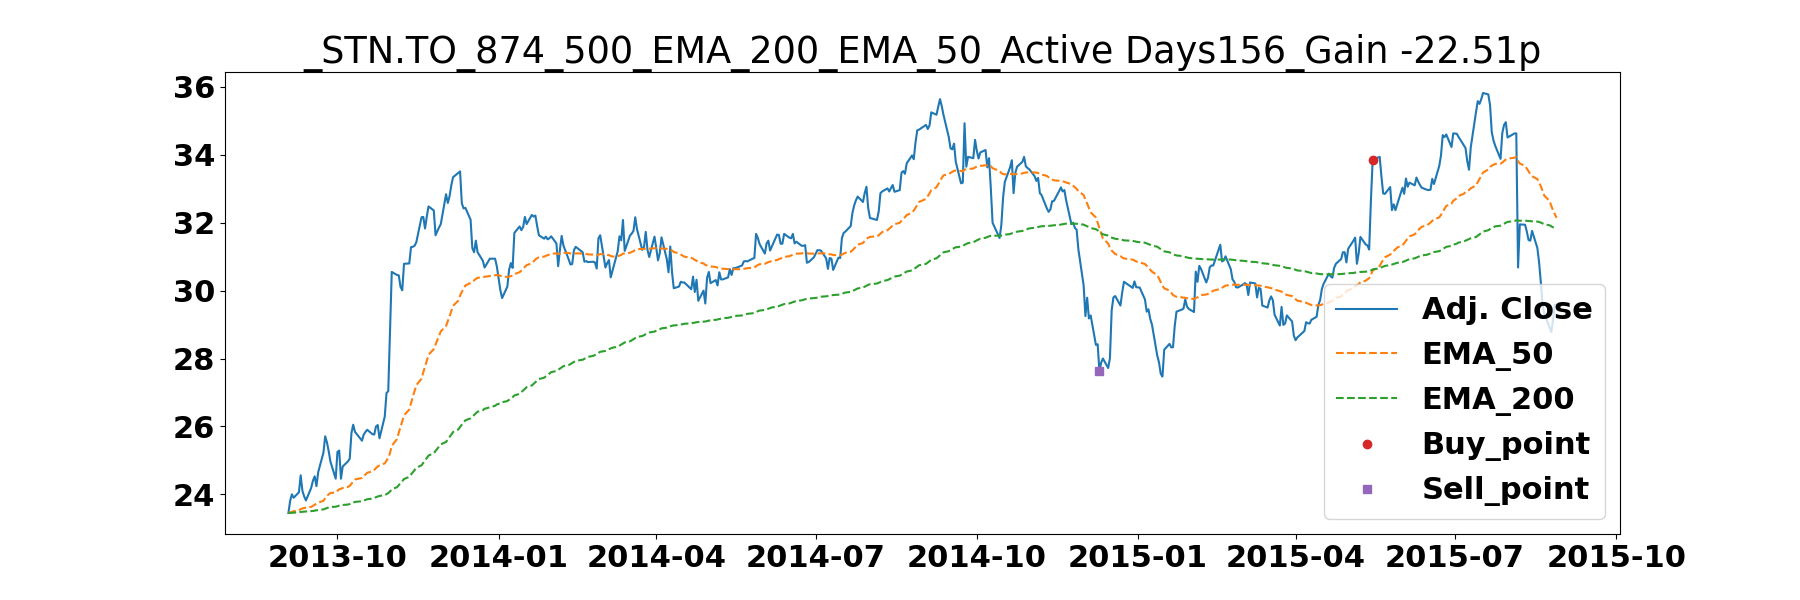 _STN.TO_874_500_EMA_200_EMA_50_Active Days156_Gain -22.51p
36
34
32
30
28
26
24
Adj. Close
EMA_50
EMA_200
Buy_point
Sell_point
2013-10 2014-01 2014-04 2014-07 2014-10 2015-01 2015-04 2015-07 2015-10